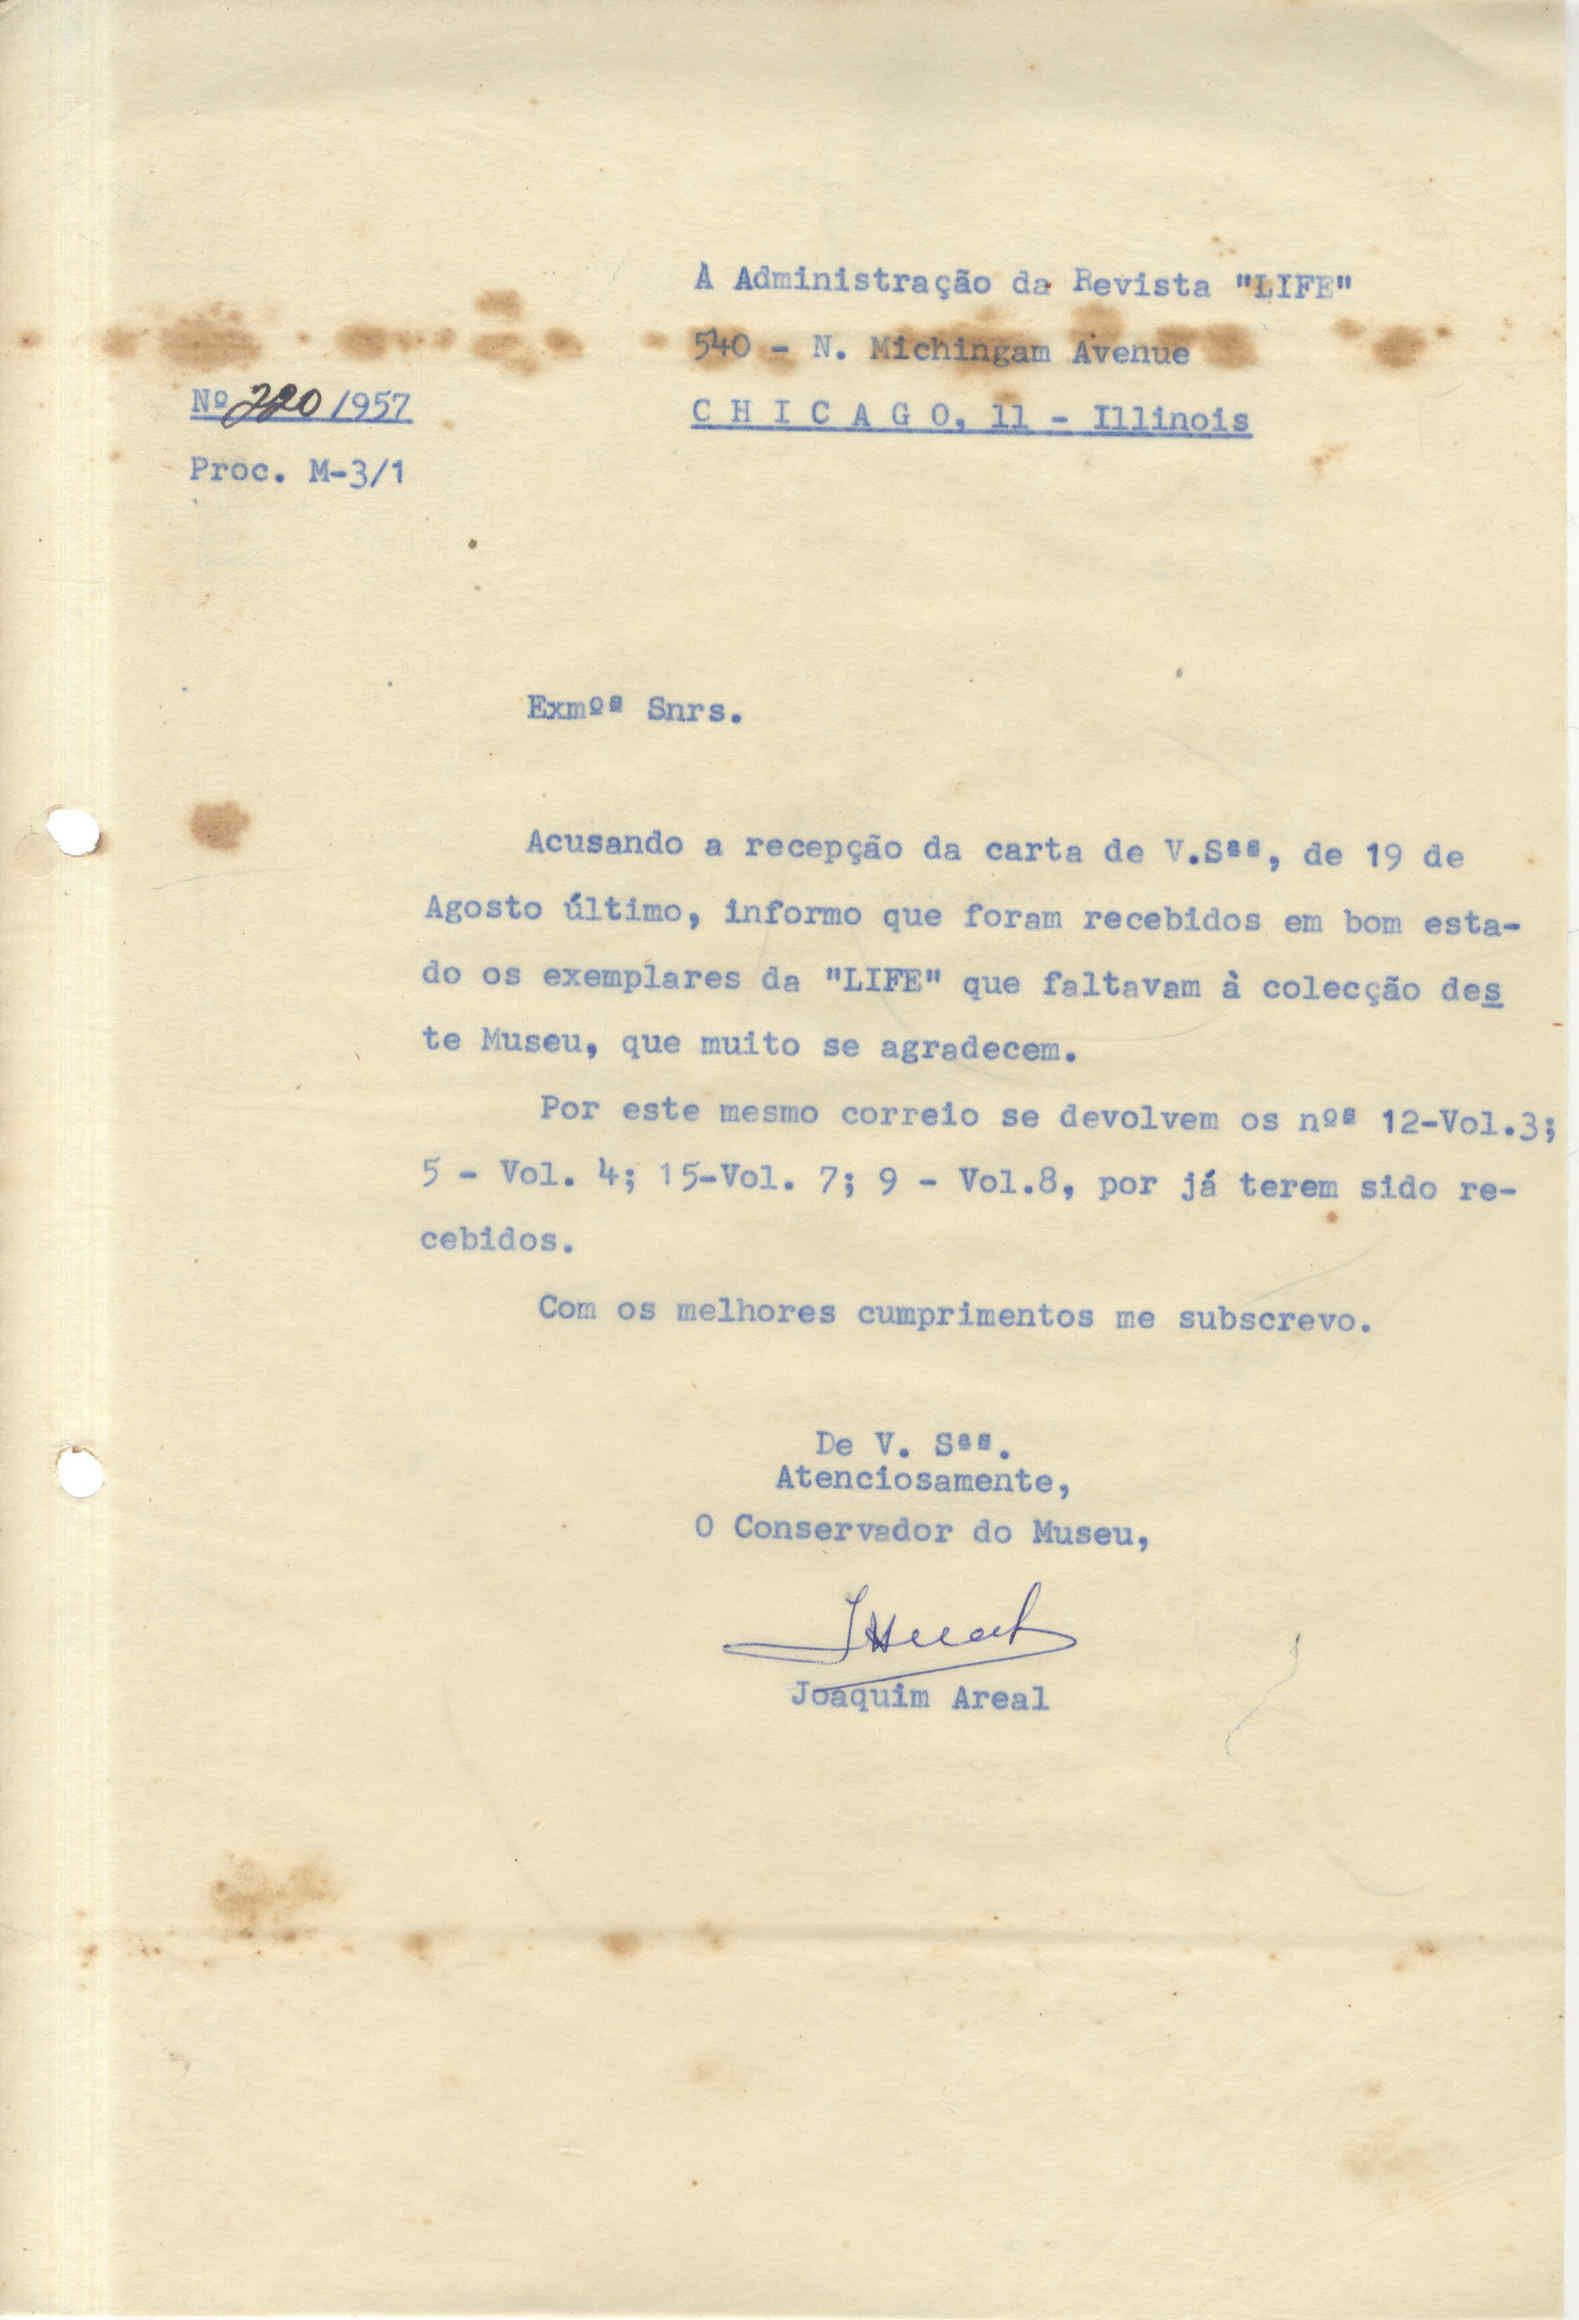 À Administração da Revista "LIFE"
540 - N. Michingam Avenue
Nº 220/1957
C H I C A G O, 11 - Illinois
Proc. M-3/1
Exmºˢ Snrs.
Acusando a recepção da carta de V.Sªˢ, de 19 de
Agosto último, informo que foram recebidos em bom esta-
do os exemplares da "LIFE" que faltavam à colecção des
te Museu, que muito se agradecem.
Por este mesmo correio se devolvem os nºˢ 12-Vol.3;
5 - Vol. 4; 15-Vol. 7; 9 - Vol.8, por já terem sido re-
cebidos.
Com os melhores cumprimentos me subscrevo.
De V. Sªˢ.
Atenciosamente,
O Conservador do Museu,
Joaquim Areal